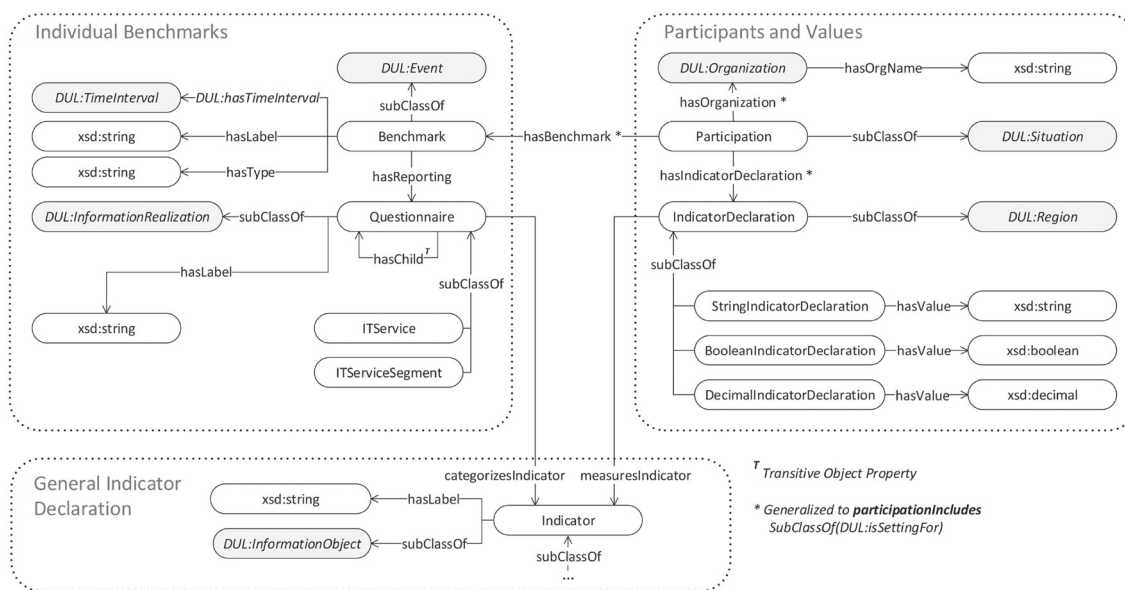 Individual Benchmarks
DUL:Event
subClassOf
DUL:TimeInterval
DUL:hasTimeInterval
xsd:string
hasLabel
Benchmark
xsd:string
hasType
hasReporting
DUL:InformationRealization
subClassOf
Questionnaire
hasChild T
hasLabel
subClassOf
xsd:string
ITService
ITServiceSegment
hasBenchmark *
Participants and Values
DUL:Organization
hasOrgName
xsd:string
hasOrganization *
Participation
subClassOf
DUL:Situation
hasIndicatorDeclaration *
IndicatorDeclaration
subClassOf
DUL:Region
subClassOf
StringIndicatorDeclaration
hasValue
xsd:string
BooleanIndicatorDeclaration
hasValue
xsd:boolean
DecimalIndicatorDeclaration
hasValue
xsd:decimal
General Indicator
Declaration
categorizesIndicator
measuresIndicator
xsd:string
hasLabel
Indicator
DUL:InformationObject
subClassOf
subClassOf
...
T Transitive Object Property
* Generalized to participationIncludes
SubClassOf(DUL:isSettingFor)